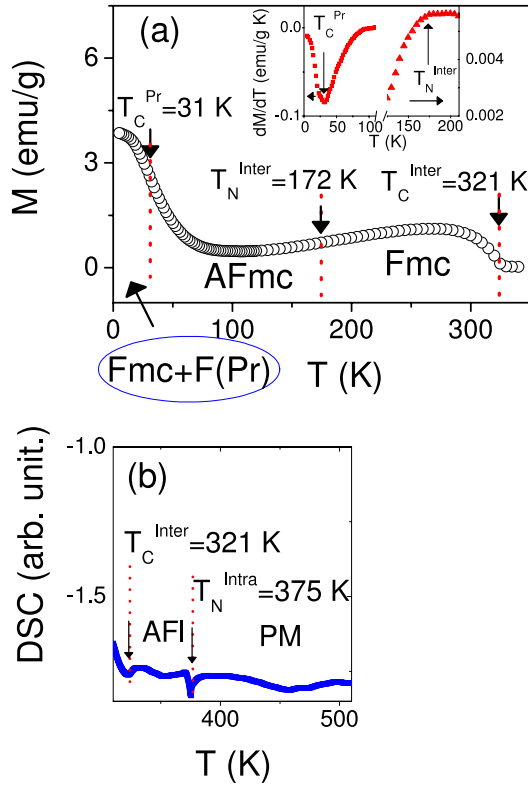 (a)
M (emu/g)
6
3
0
0
100
200
300
T (K)
T_C^Pr=31 K
T_N^Inter=172 K
T_C^Inter=321 K
AFmc
Fmc
Fmc+F(Pr)
dM/dT (emu/g K)
0.0
-0.1
0
50
100
150
200
T (K)
0.004
0.002
T_C^Pr
T_N^Inter
(b)
DSC (arb. unit.)
-1.0
-1.5
400
500
T (K)
T_C^Inter=321 K
T_N^Intra=375 K
AFI
PM